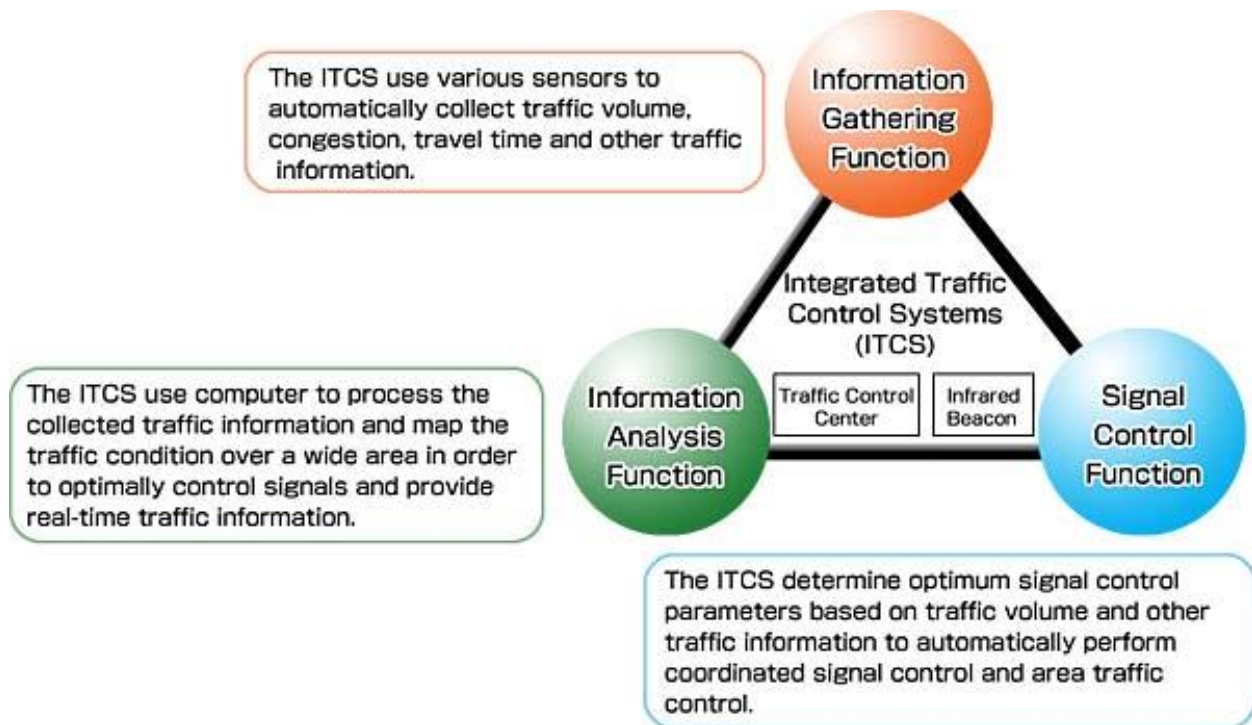 The ITCS use various sensors to
automatically collect traffic volume,
congestion, travel time and other traffic
information.
Information
Gathering
Function
Integrated Traffic
Control Systems
(ITCS)
Traffic Control
Center
Infrared
Beacon
The ITCS use computer to process the
collected traffic information and map the
traffic condition over a wide area in order
to optimally control signals and provide
real-time traffic information.
Information
Analysis
Function
Signal
Control
Function
The ITCS determine optimum signal control
parameters based on traffic volume and other
traffic information to automatically perform
coordinated signal control and area traffic
control.